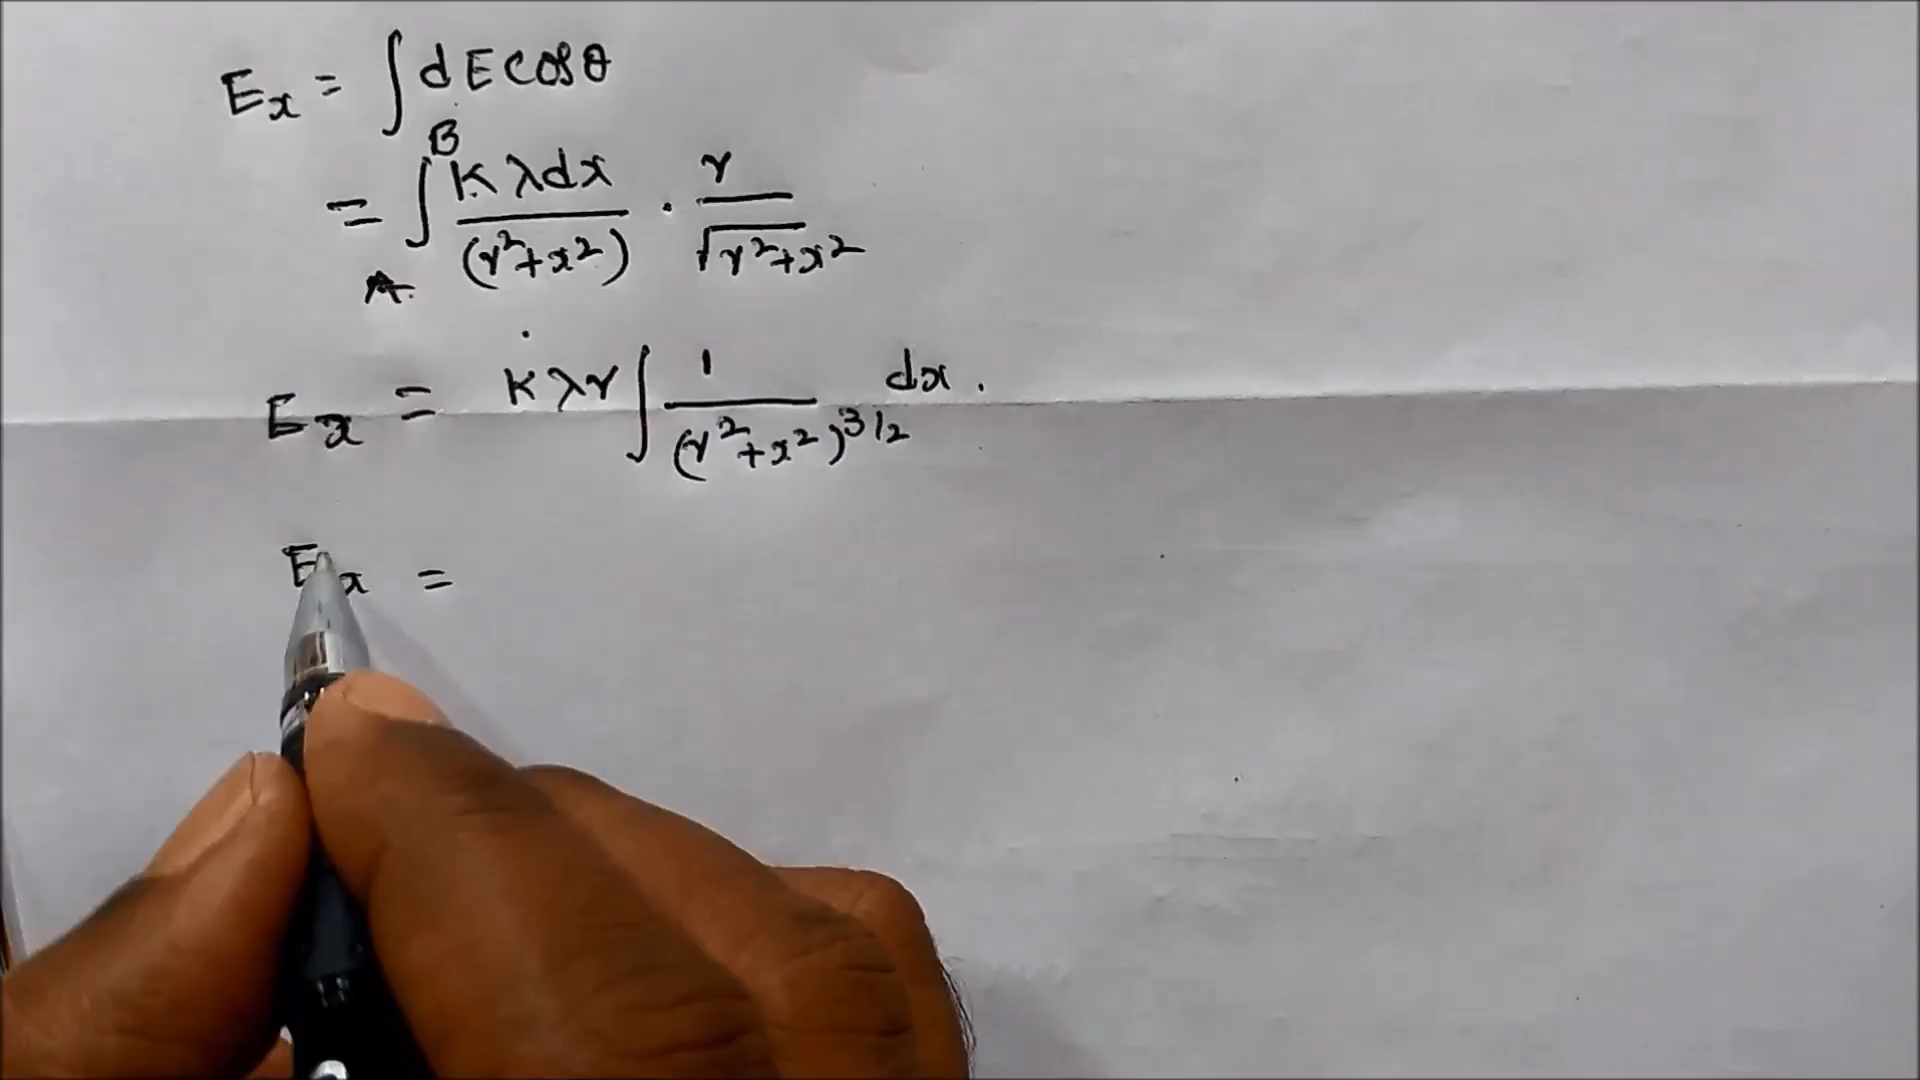 Ex = ∫ dE cosθ
= ∫_A^B Kλdx/(r²+x²) · r/√r²+x²
Ex = Kλr ∫ 1/(r²+x²)^3/2 dx.
Ex =